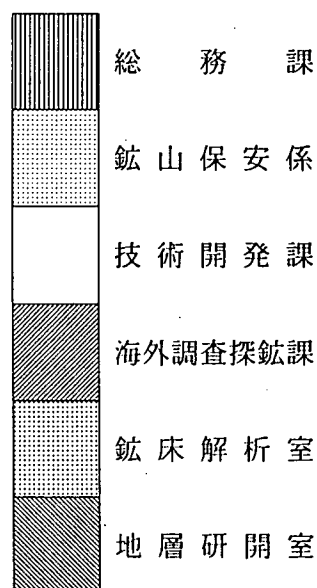 総務課
鉱山保安係
技術開発課
海外調査探鉱課
鉱床解析室
地層研開室